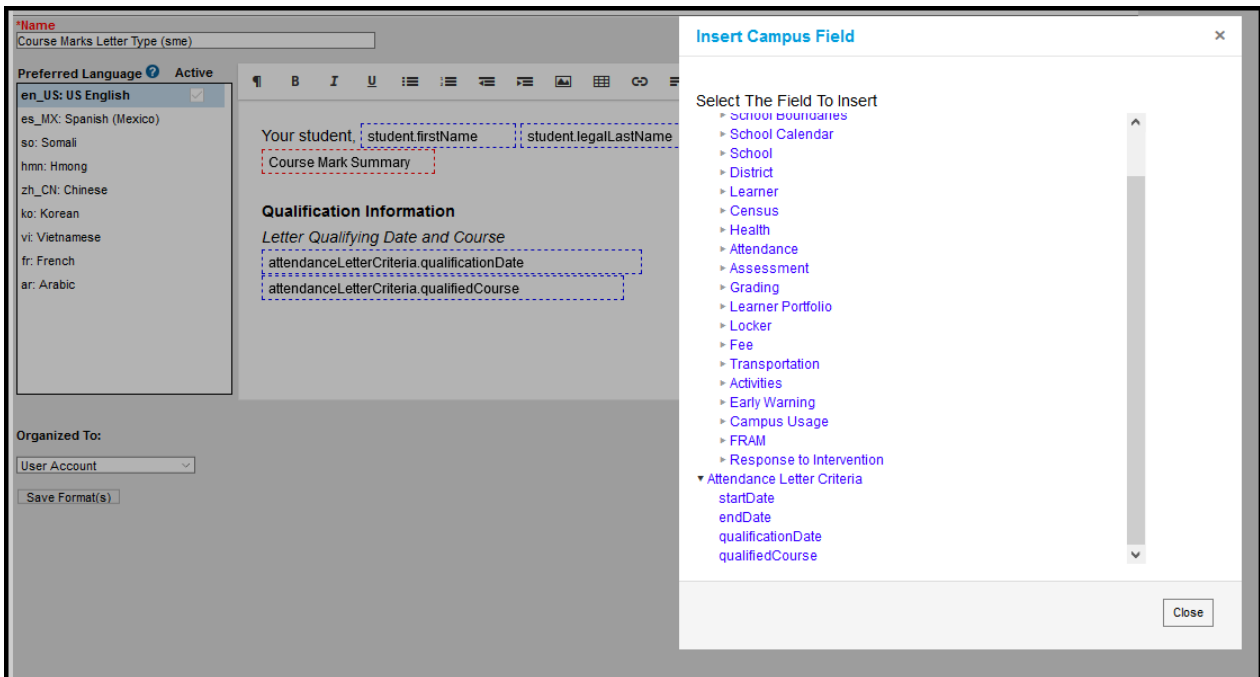 *Name
Course Marks Letter Type (sme)
Preferred Language ? Active
en_US: US English
es_MX: Spanish (Mexico)
so: Somali
hmn: Hmong
zh_CN: Chinese
ko: Korean
vi: Vietnamese
fr: French
ar: Arabic
Organized To:
User Account
Save Format(s)
¶ B I U
Your student, student.firstName student.legalLastName
Course Mark Summary
Qualification Information
Letter Qualifying Date and Course
attendanceLetterCriteria.qualificationDate
attendanceLetterCriteria.qualifiedCourse
Insert Campus Field ×
Select The Field To Insert
School Boundaries
School Calendar
School
District
Learner
Census
Health
Attendance
Assessment
Grading
Learner Portfolio
Locker
Fee
Transportation
Activities
Early Warning
Campus Usage
FRAM
Response to Intervention
Attendance Letter Criteria
startDate
endDate
qualificationDate
qualifiedCourse
Close